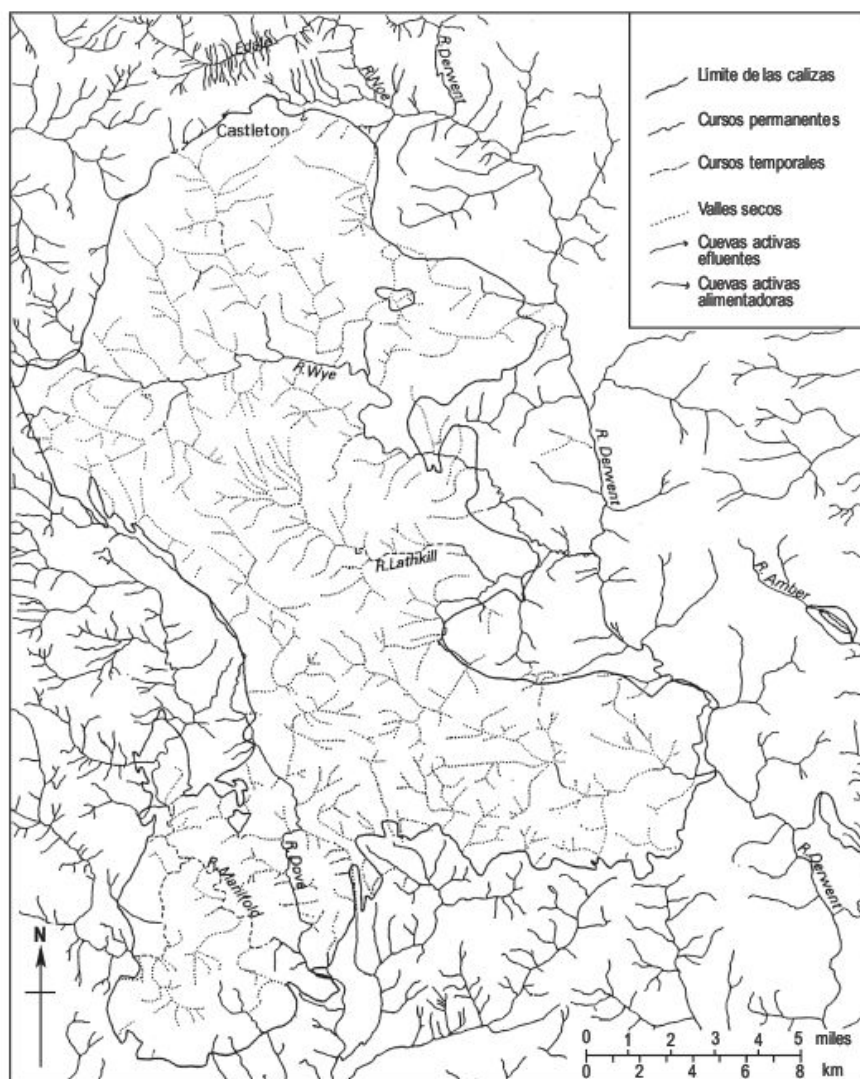 Edale
R. Noe
R. Derwent
Castleton
Límite de las calizas
Cursos permanentes
Cursos temporales
Valles secos
Cuevas activas
efluentes
Cuevas activas
alimentadoras
R. Wye
R. Derwent
R. Lathkill
R. Amber
R. Dove
R. Manifold
R. Derwent
N
0 1 2 3 4 5 miles
0 2 4 6 8 km